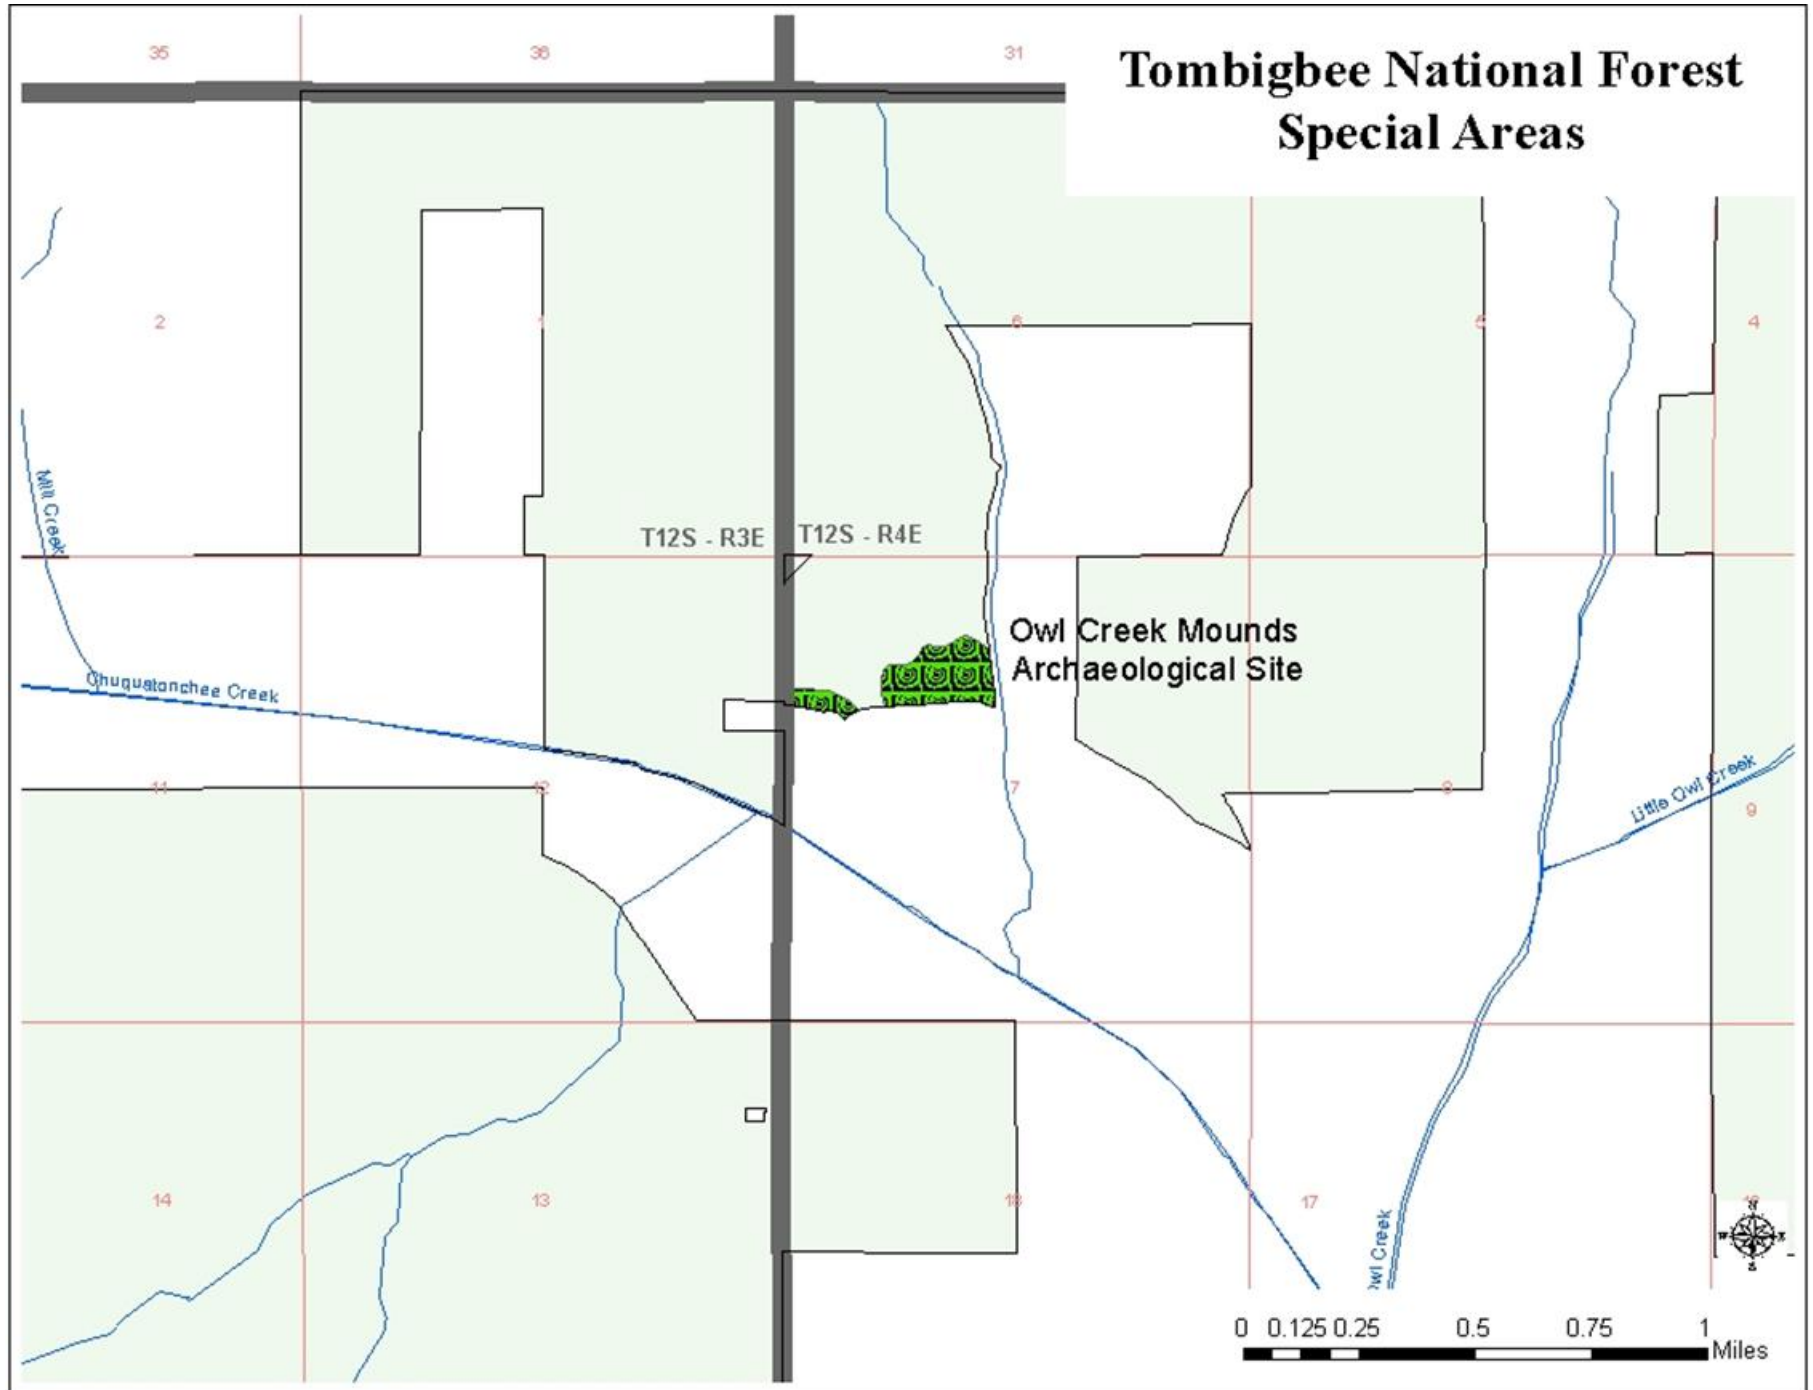 Tombigbee National Forest
Special Areas
35
36
31
2
1
6
5
4
Mill Creek
T12S - R3E
T12S - R4E
Owl Creek Mounds
Archaeological Site
Chuquatonchee Creek
11
12
7
8
9
Little Owl Creek
14
13
18
17
16
wl Creek
N
W
E
S
0 0.125 0.25 0.5 0.75 1
Miles